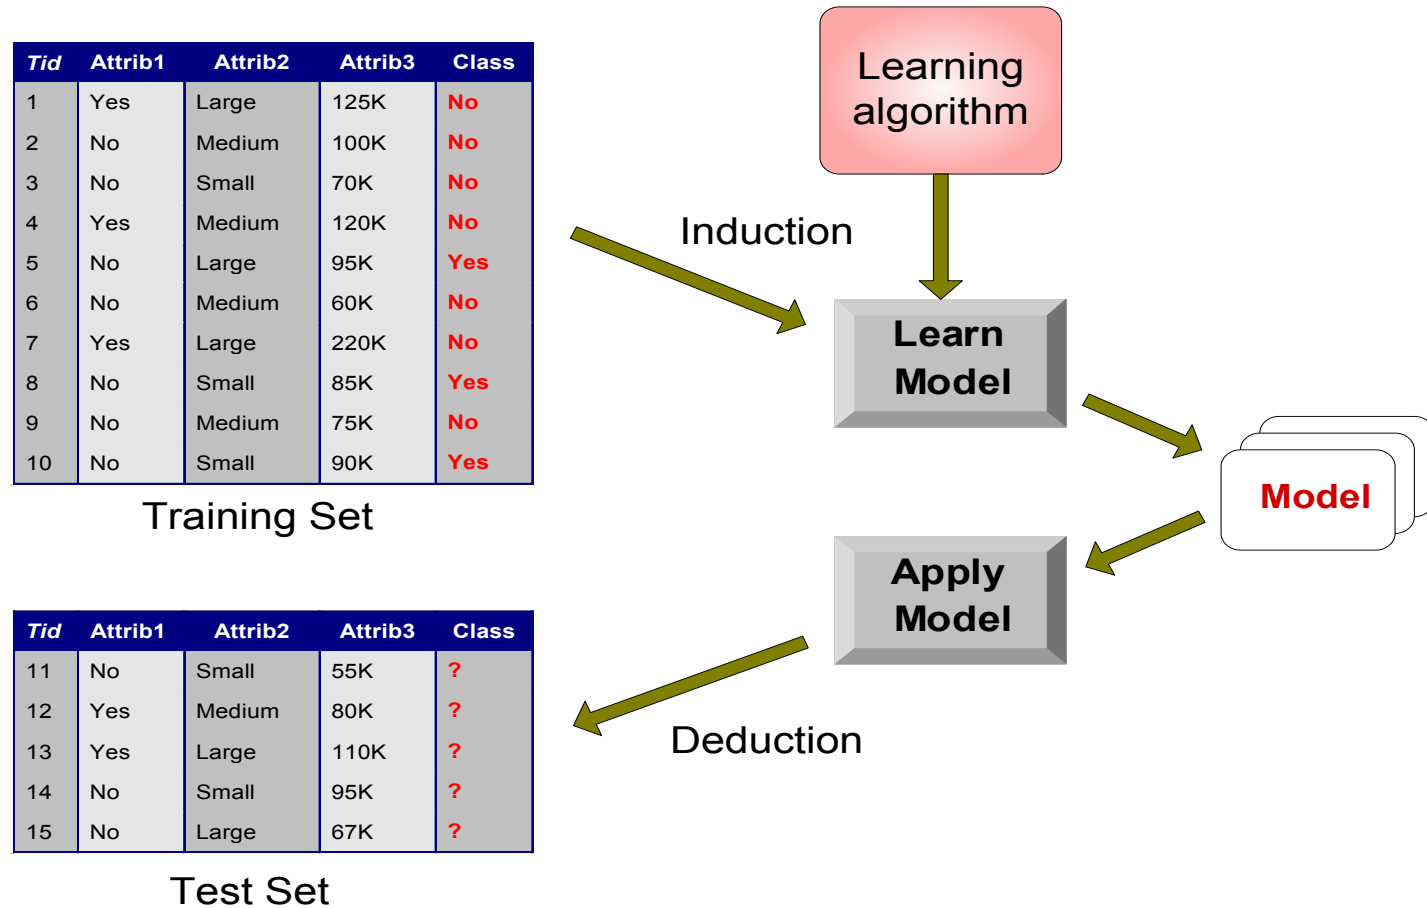 Tid Attrib1 Attrib2 Attrib3 Class
1 Yes Large 125K No
2 No Medium 100K No
3 No Small 70K No
4 Yes Medium 120K No
5 No Large 95K Yes
6 No Medium 60K No
7 Yes Large 220K No
8 No Small 85K Yes
9 No Medium 75K No
10 No Small 90K Yes
Training Set
Learning
algorithm
Induction
Learn
Model
Model
Apply
Model
Deduction
Tid Attrib1 Attrib2 Attrib3 Class
11 No Small 55K ?
12 Yes Medium 80K ?
13 Yes Large 110K ?
14 No Small 95K ?
15 No Large 67K ?
Test Set